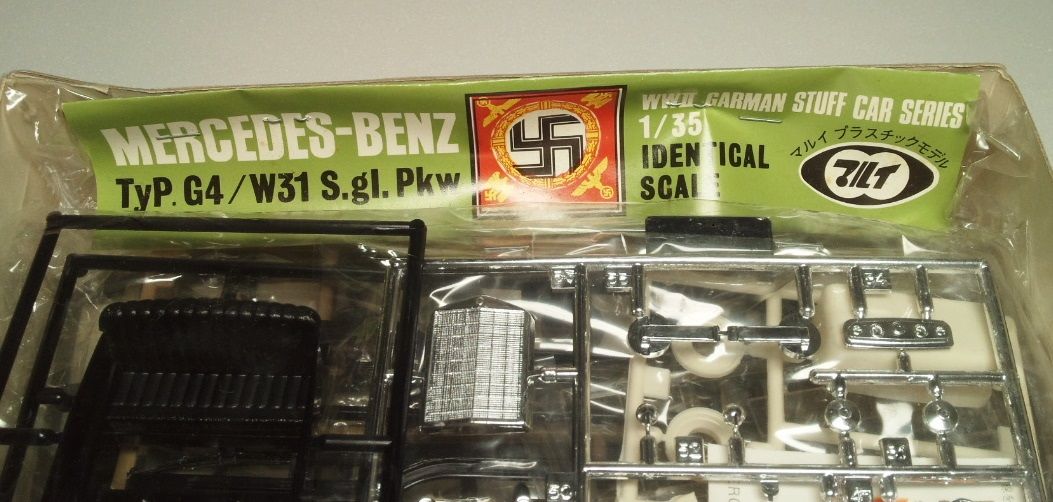 MERCEDES-BENZ
TyP. G4/W31 S.gl. Pkw
WWII GARMAN STUFF CAR SERIES
1/35
IDENTICAL
SCALE
マルイ プラスチックモデル
マルイ